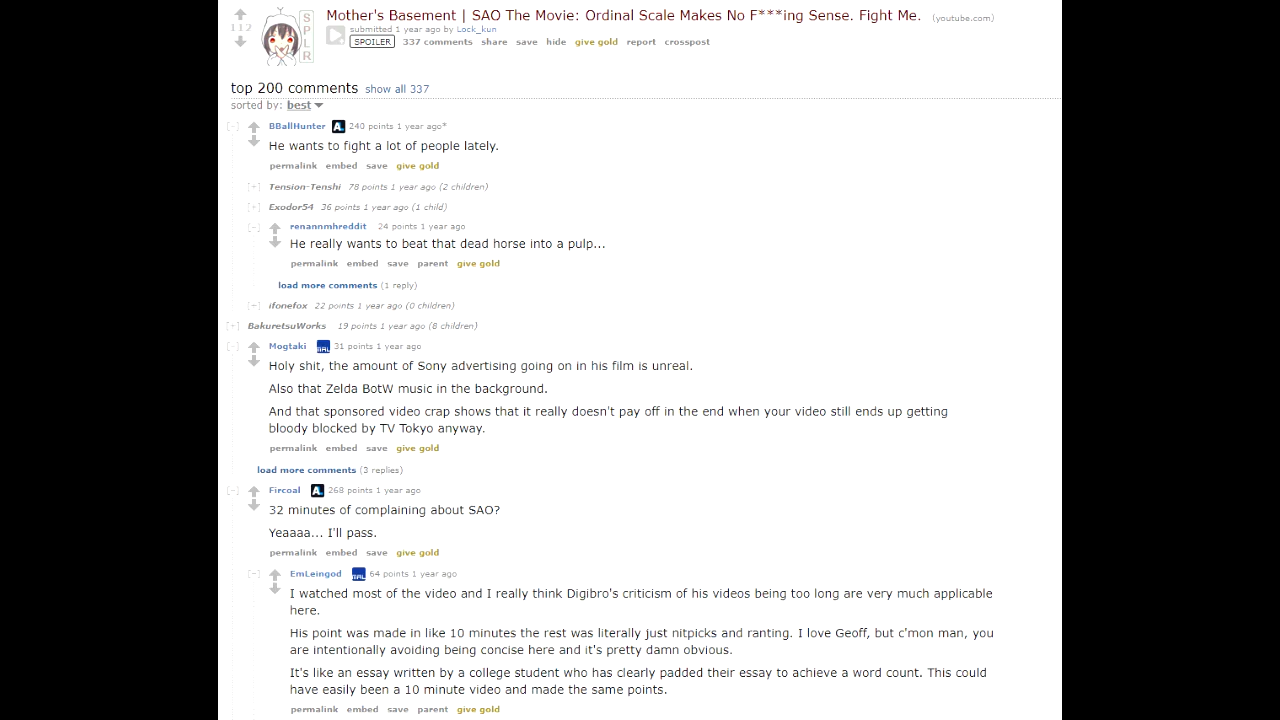 Mother's Basement | SAO The Movie: Ordinal Scale Makes No F***ing Sense. Fight Me. (youtube.com)
112
submitted 1 year ago by Lock_kun
SPOILER 337 comments share save hide give gold report crosspost
SPLR
top 200 comments show all 337
sorted by: best
[-] BBallHunter 240 points 1 year ago*
He wants to fight a lot of people lately.
permalink embed save give gold
[+] Tension-Tenshi 78 points 1 year ago (2 children)
[+] Exodor54 36 points 1 year ago (1 child)
[-] renannmhreddit 24 points 1 year ago
He really wants to beat that dead horse into a pulp...
permalink embed save parent give gold
load more comments (1 reply)
[+] ifonefox 22 points 1 year ago (0 children)
[+] BakuretsuWorks 19 points 1 year ago (8 children)
[-] Mogtaki MAL 31 points 1 year ago
Holy shit, the amount of Sony advertising going on in his film is unreal.
Also that Zelda BotW music in the background.
And that sponsored video crap shows that it really doesn't pay off in the end when your video still ends up getting
bloody blocked by TV Tokyo anyway.
permalink embed save give gold
load more comments (3 replies)
[-] Fircoal 268 points 1 year ago
32 minutes of complaining about SAO?
Yeaaaa... I'll pass.
permalink embed save give gold
[-] EmLeingod MAL 64 points 1 year ago
I watched most of the video and I really think Digibro's criticism of his videos being too long are very much applicable
here.
His point was made in like 10 minutes the rest was literally just nitpicks and ranting. I love Geoff, but c'mon man, you
are intentionally avoiding being concise here and it's pretty damn obvious.
It's like an essay written by a college student who has clearly padded their essay to achieve a word count. This could
have easily been a 10 minute video and made the same points.
permalink embed save parent give gold